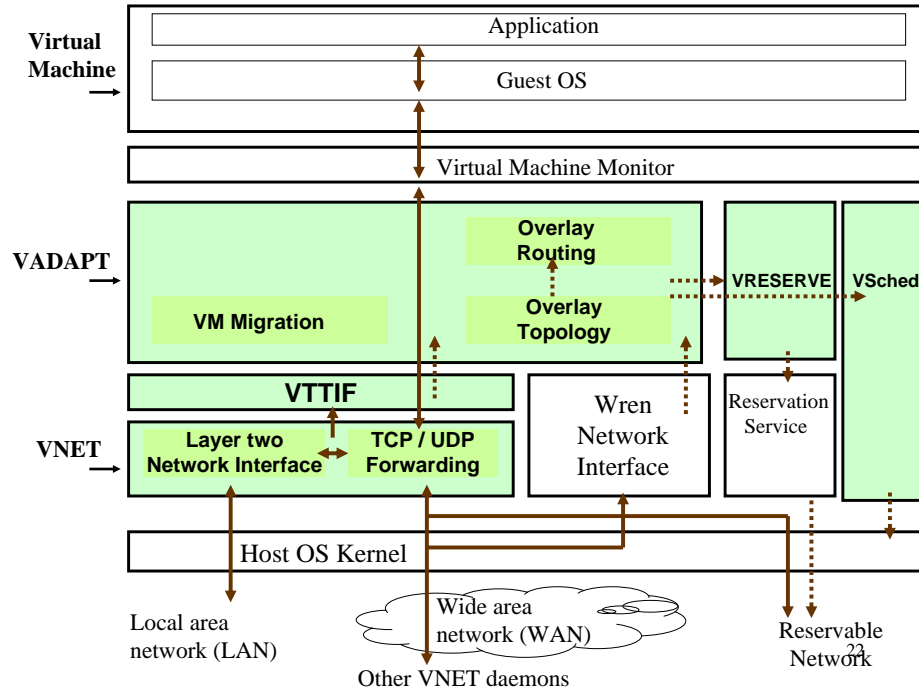 Application
Virtual
Machine
Guest OS
Virtual Machine Monitor
VADAPT
Overlay
Routing
VM Migration
Overlay
Topology
VRESERVE
VSched
VTTIF
Wren
Network
Interface
Reservation
Service
VNET
Layer two
Network Interface
TCP / UDP
Forwarding
Host OS Kernel
Local area
network (LAN)
Wide area
network (WAN)
Other VNET daemons
Reservable
Network
22